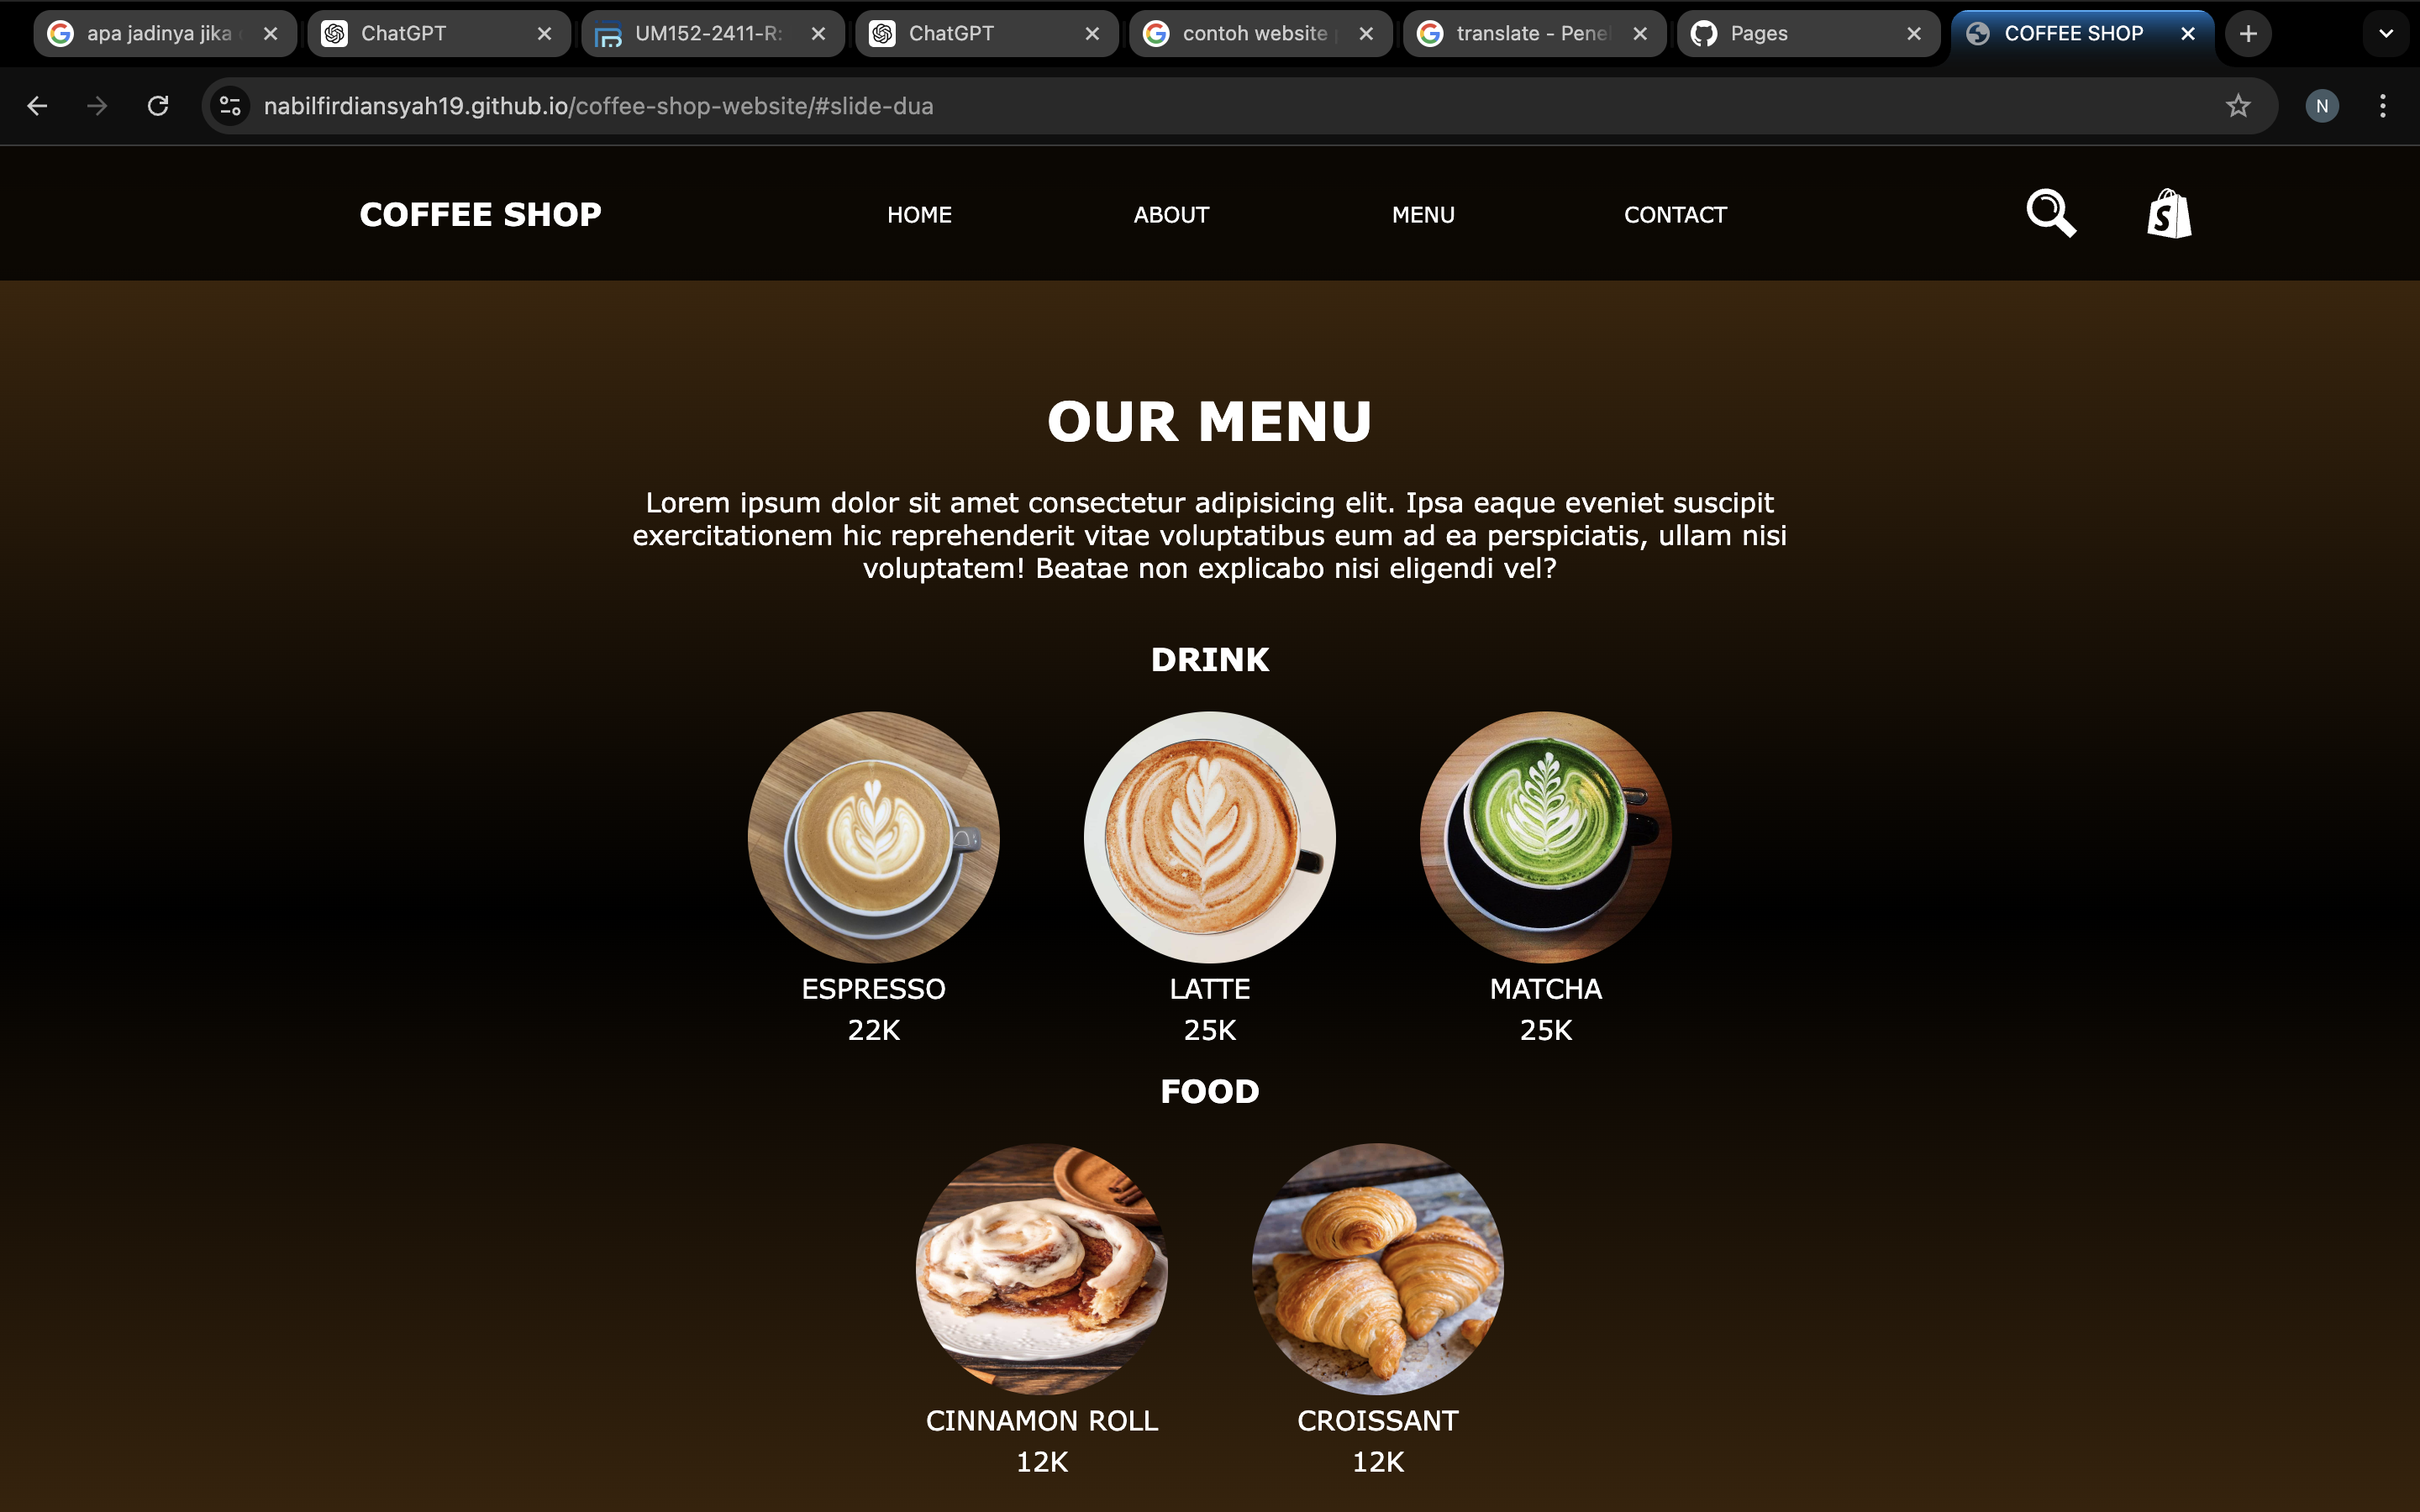 apa jadinya jika
ChatGPT
UM152-2411-R:
ChatGPT
contoh website
translate - Penel
Pages
COFFEE SHOP
nabilfirdiansyah19.github.io/coffee-shop-website/#slide-dua
N
COFFEE SHOP
HOME
ABOUT
MENU
CONTACT
S
OUR MENU
Lorem ipsum dolor sit amet consectetur adipisicing elit. Ipsa eaque eveniet suscipit
exercitationem hic reprehenderit vitae voluptatibus eum ad ea perspiciatis, ullam nisi
voluptatem! Beatae non explicabo nisi eligendi vel?
DRINK
ESPRESSO
LATTE
MATCHA
22K
25K
25K
FOOD
CINNAMON ROLL
CROISSANT
12K
12K